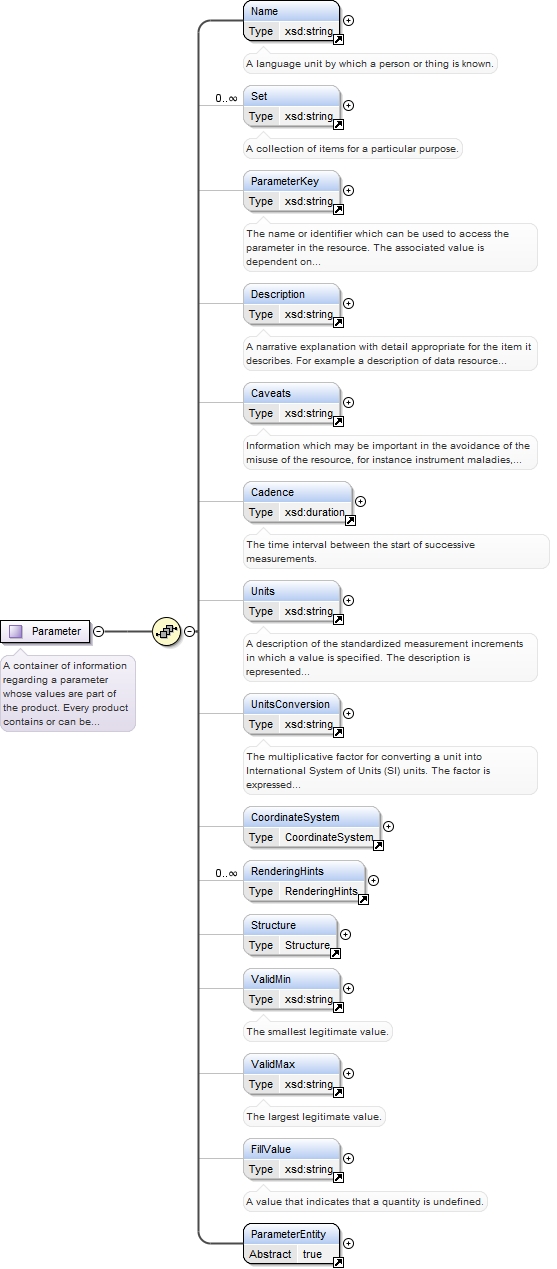 Name
Type xsd:string
A language unit by which a person or thing is known.
0..∞
Set
Type xsd:string
A collection of items for a particular purpose.
ParameterKey
Type xsd:string
The name or identifier which can be used to access the
parameter in the resource. The associated value is
dependent on...
Description
Type xsd:string
A narrative explanation with detail appropriate for the item it
describes. For example a description of data resource...
Caveats
Type xsd:string
Information which may be important in the avoidance of the
misuse of the resource, for instance instrument maladies,...
Cadence
Type xsd:duration
The time interval between the start of successive
measurements.
Units
Type xsd:string
A description of the standardized measurement increments
in which a value is specified. The description is
represented...
Parameter
A container of information
regarding a parameter
whose values are part of
the product. Every product
contains or can be...
UnitsConversion
Type xsd:string
The multiplicative factor for converting a unit into
International System of Units (SI) units. The factor is
expressed...
CoordinateSystem
Type CoordinateSystem
0..∞
RenderingHints
Type RenderingHints
Structure
Type Structure
ValidMin
Type xsd:string
The smallest legitimate value.
ValidMax
Type xsd:string
The largest legitimate value.
FillValue
Type xsd:string
A value that indicates that a quantity is undefined.
ParameterEntity
Abstract true